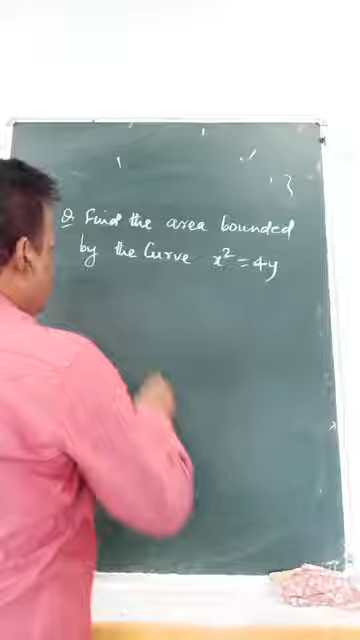 Q. Find the area bounded
by the Curve x² = 4y